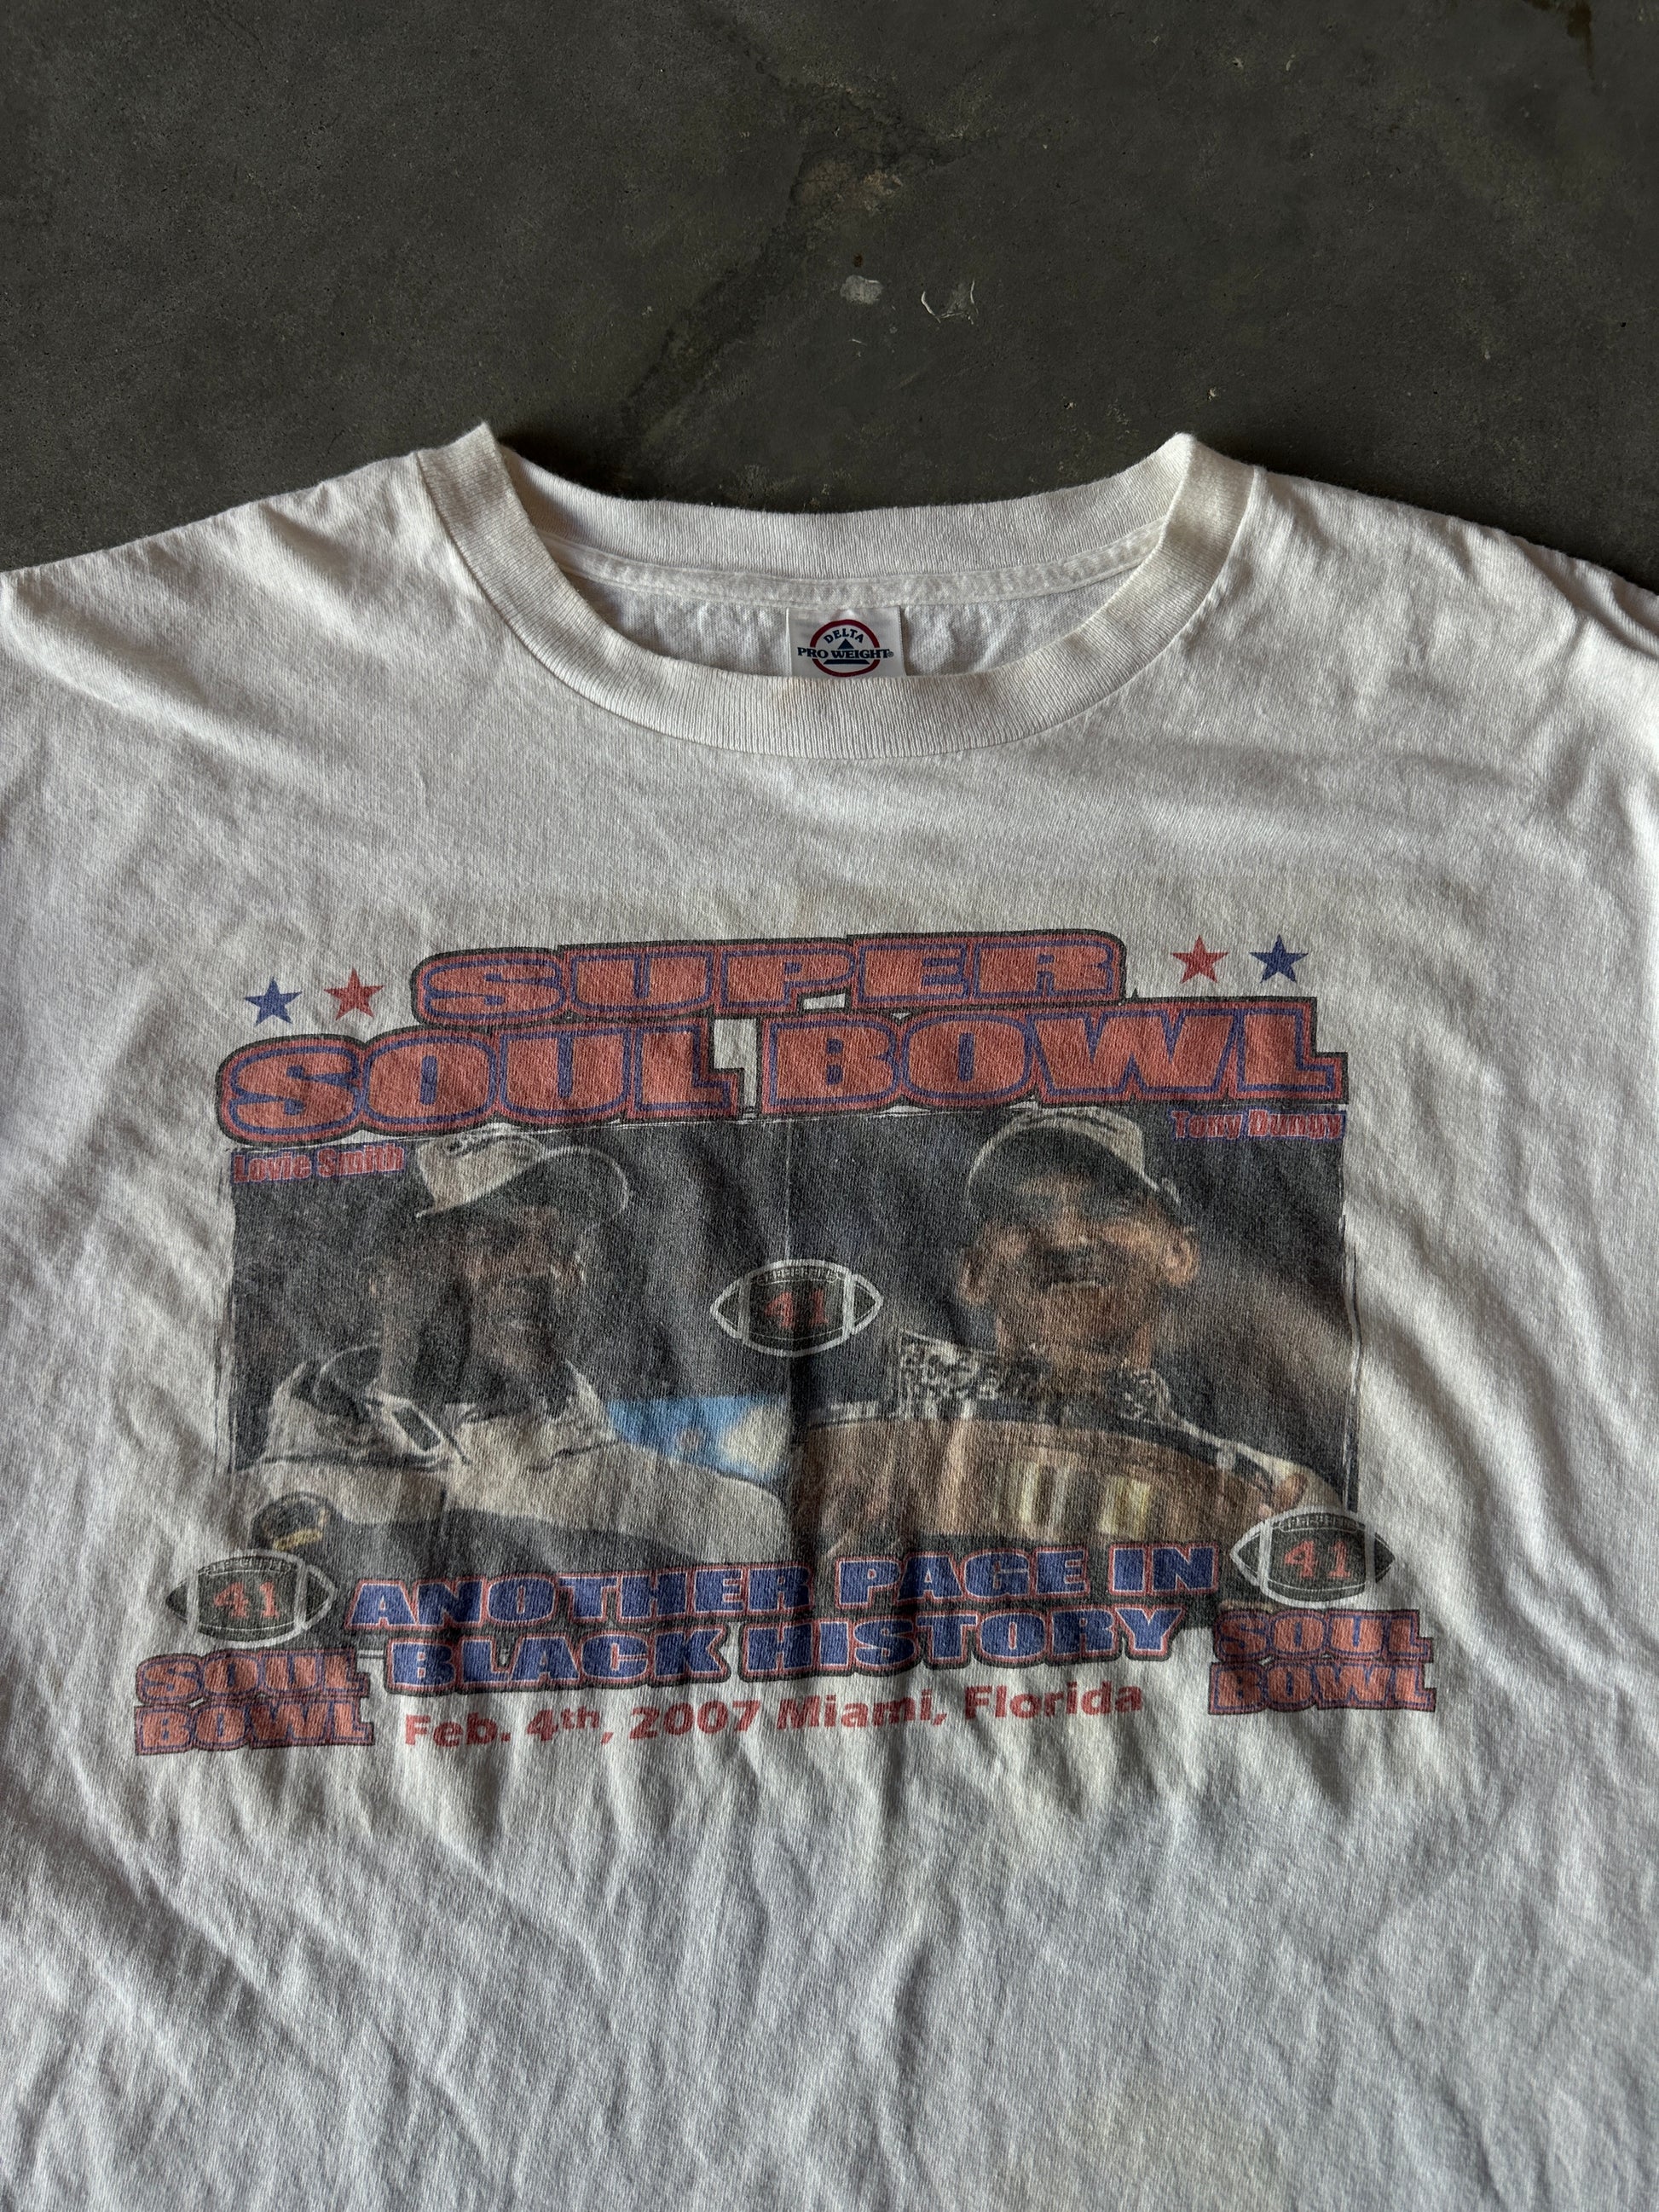 DELTA
PRO WEIGHT®
SUPER
SOUL BOWL
Lovie Smith
Tony Dungy
41
ANOTHER PAGE IN
BLACK HISTORY
41
SOUL
BOWL
41
SOUL
BOWL
Feb. 4th, 2007 Miami, Florida